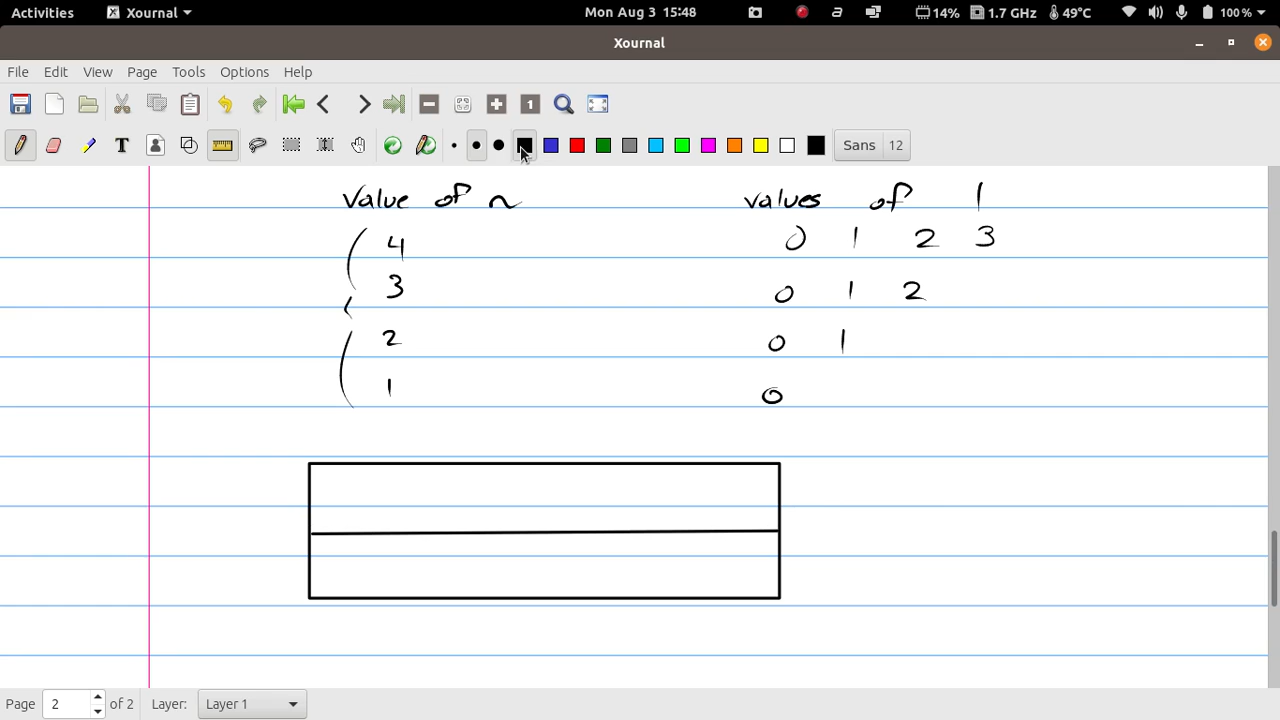 Activities Xournal Mon Aug 3 15:48 a 14% 1.7 GHz 49°C 100 %
Xournal
File Edit View Page Tools Options Help
1
T Sans 12
Value of n values of l
4 0 1 2 3
3 0 1 2
2 0 1
1 0
Page 2 of 2 Layer: Layer 1